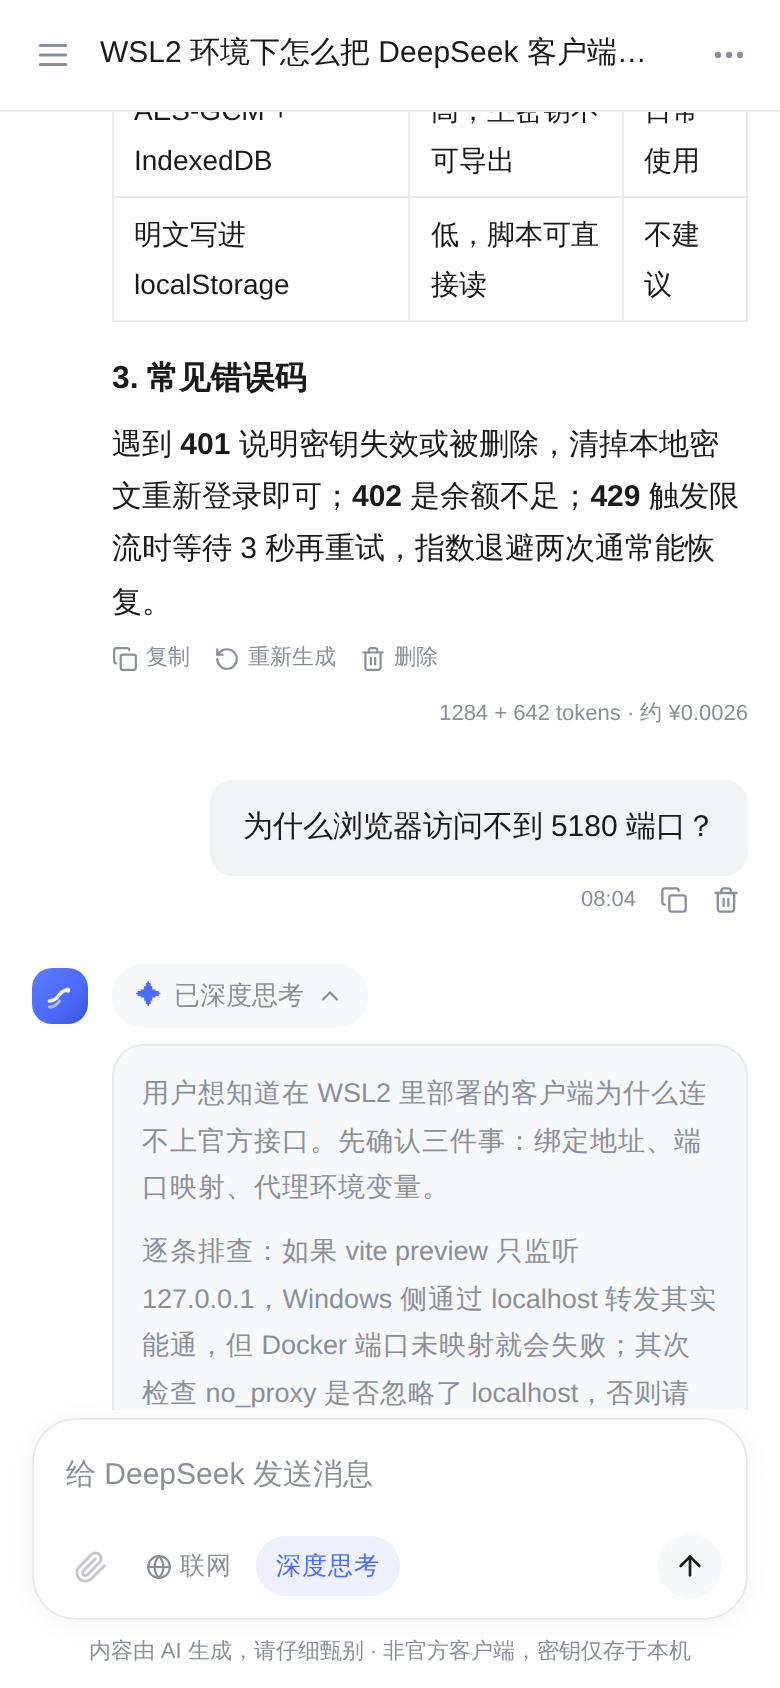 WSL2 环境下怎么把 DeepSeek 客户端…
AES-GCM +
IndexedDB
高，主密钥不
可导出
日常
使用
明文写进
localStorage
低，脚本可直
接读
不建
议
3. 常见错误码
遇到 401 说明密钥失效或被删除，清掉本地密
文重新登录即可；402 是余额不足；429 触发限
流时等待 3 秒再重试，指数退避两次通常能恢
复。
复制 重新生成 删除
1284 + 642 tokens · 约 ¥0.0026
为什么浏览器访问不到 5180 端口？
08:04
已深度思考
用户想知道在 WSL2 里部署的客户端为什么连
不上官方接口。先确认三件事：绑定地址、端
口映射、代理环境变量。
逐条排查：如果 vite preview 只监听
127.0.0.1，Windows 侧通过 localhost 转发其实
能通，但 Docker 端口未映射就会失败；其次
检查 no_proxy 是否忽略了 localhost，否则请
给 DeepSeek 发送消息
联网 深度思考
内容由 AI 生成，请仔细甄别 · 非官方客户端，密钥仅存于本机